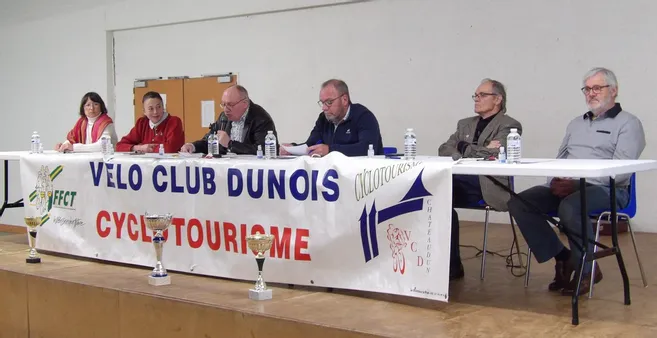 VELO CLUB DUNOIS
CYCLOTOURISME
FFCT
CYCLOTOURISME
CHATEAUDUN
VCD